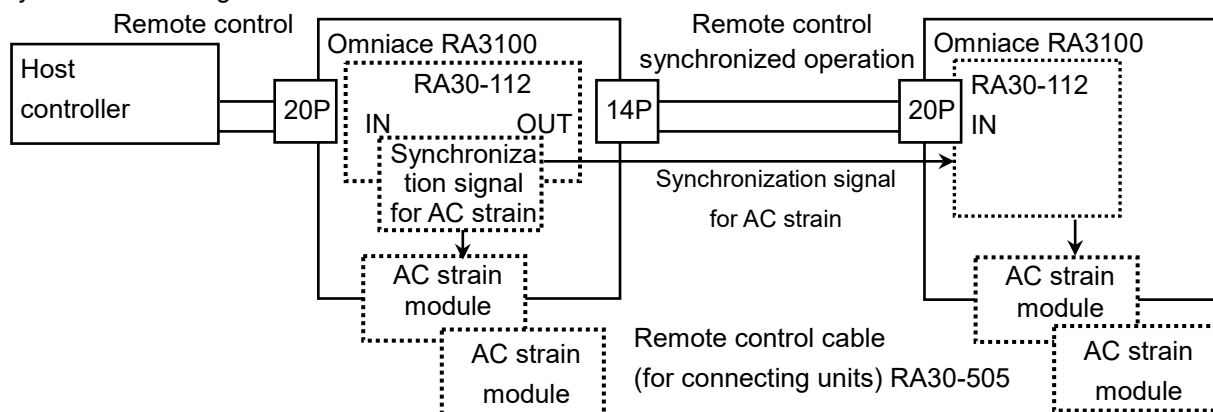 Remote control
Host
controller
20P
Omniace RA3100
RA30-112
IN
OUT
Synchroniza
tion signal
for AC strain
AC strain
module
AC strain
module
14P
Remote control
synchronized operation
Synchronization signal
for AC strain
Remote control cable
(for connecting units) RA30-505
20P
Omniace RA3100
RA30-112
IN
AC strain
module
AC strain
module